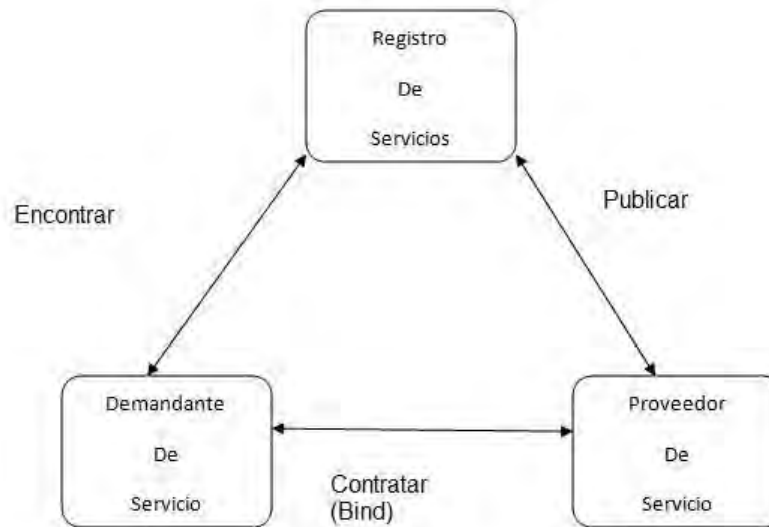 Registro
De
Servicios
Encontrar
Publicar
Demandante
De
Servicio
Contratar
(Bind)
Proveedor
De
Servicio